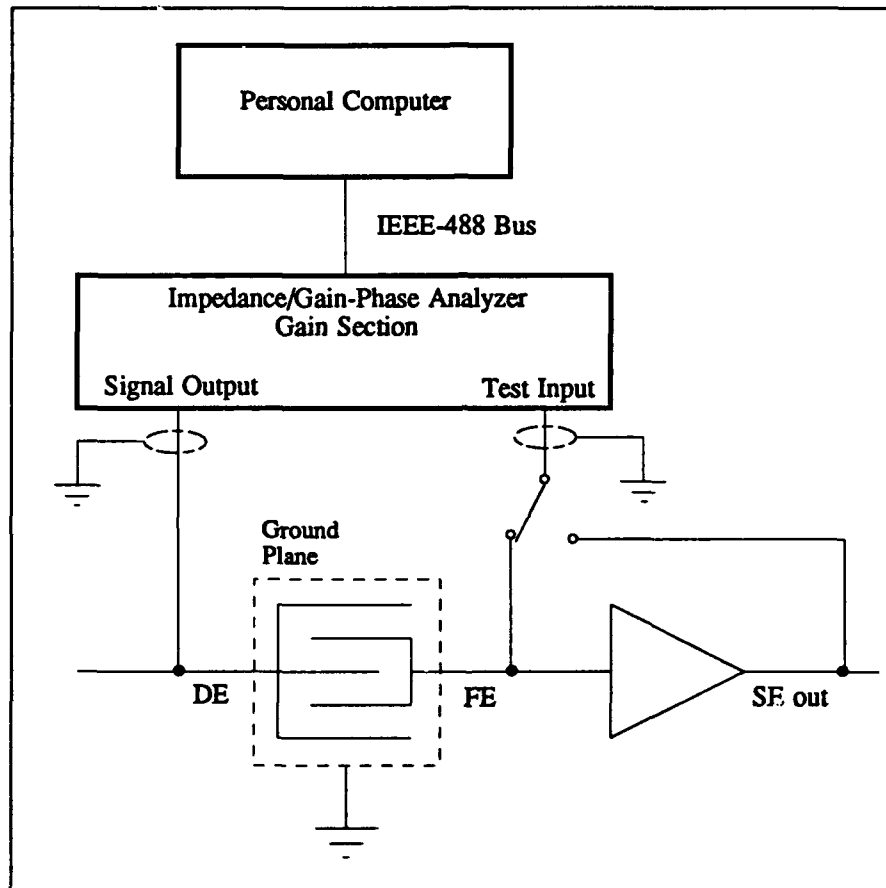 Personal Computer
IEEE-488 Bus
Impedance/Gain-Phase Analyzer
Gain Section
Signal Output
Test Input
Ground
Plane
DE
FE
SE out